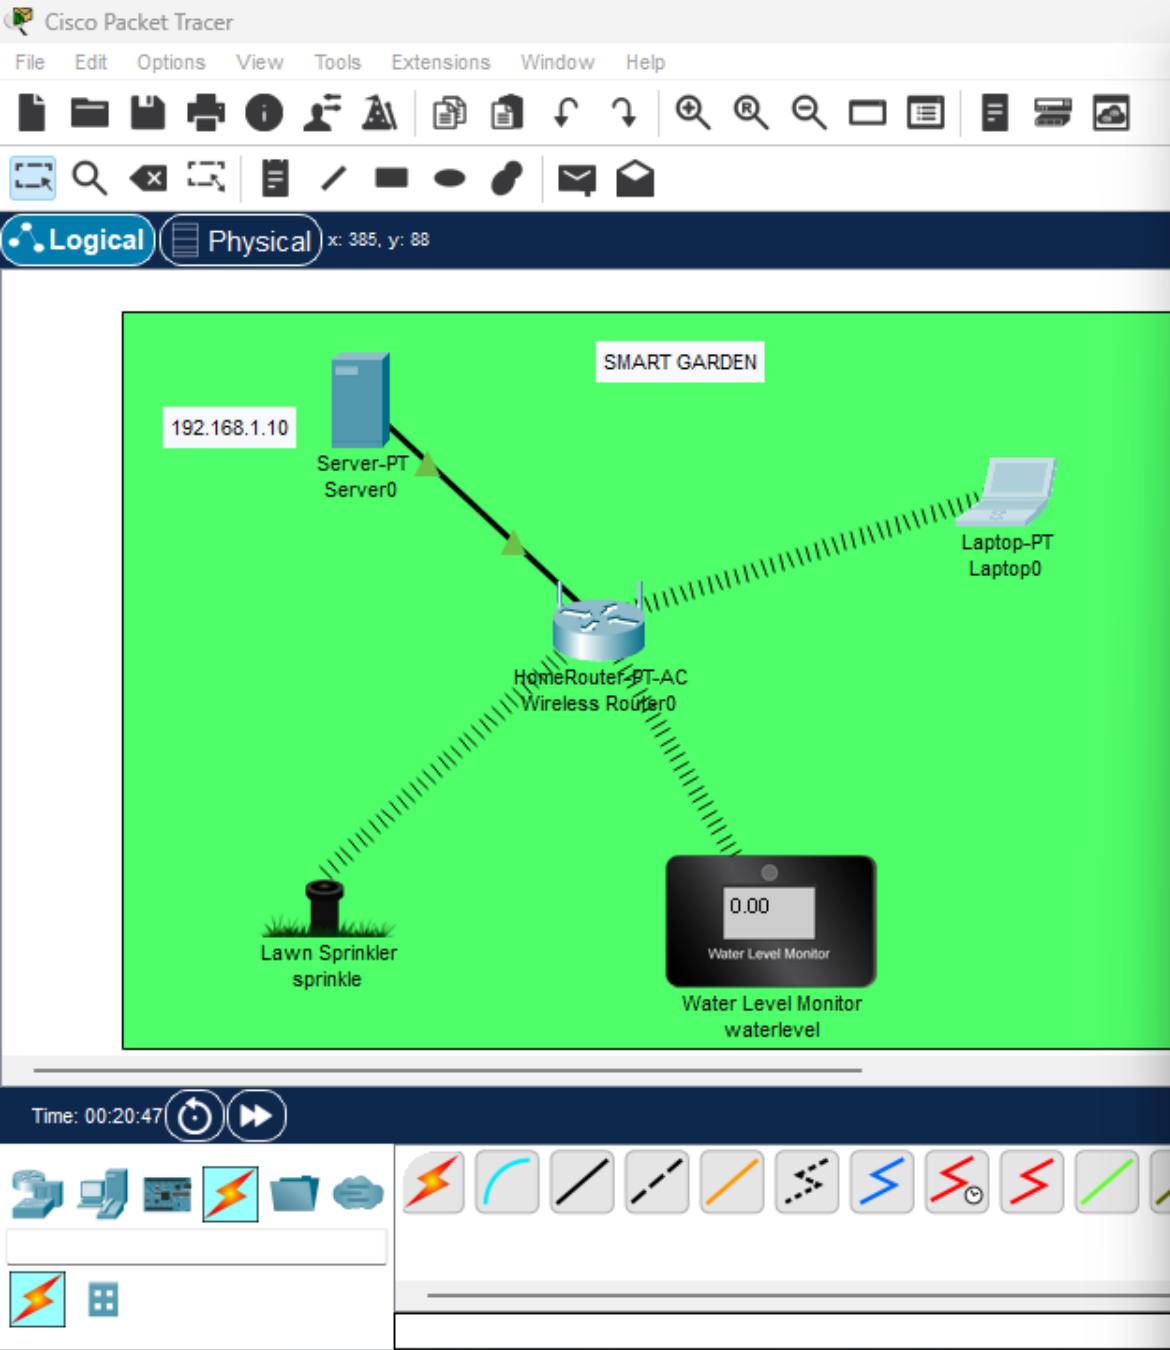 Cisco Packet Tracer
File Edit Options View Tools Extensions Window Help
R
Logical Physical x: 385, y: 88
SMART GARDEN
192.168.1.10
Server-PT
Server0
Laptop-PT
Laptop0
HomeRouter-PT-AC
Wireless Router0
0.00
Water Level Monitor
Lawn Sprinkler
sprinkle
Water Level Monitor
waterlevel
Time: 00:20:47